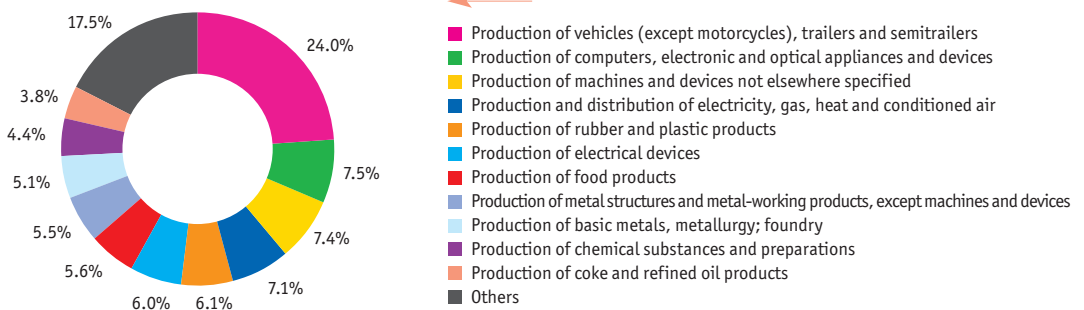 17.5%
24.0%
3.8%
4.4%
7.5%
5.1%
5.5%
7.4%
5.6%
7.1%
6.0%
6.1%
Production of vehicles (except motorcycles), trailers and semitrailers
Production of computers, electronic and optical appliances and devices
Production of machines and devices not elsewhere specified
Production and distribution of electricity, gas, heat and conditioned air
Production of rubber and plastic products
Production of electrical devices
Production of food products
Production of metal structures and metal-working products, except machines and devices
Production of basic metals, metallurgy; foundry
Production of chemical substances and preparations
Production of coke and refined oil products
Others